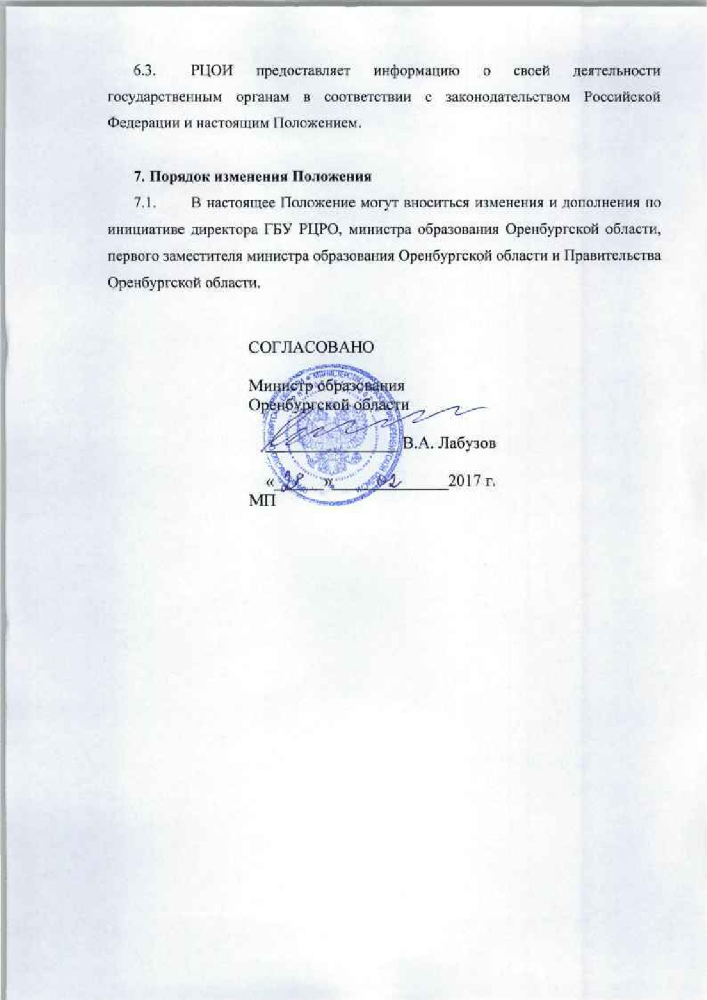 6.3. РЦОИ предоставляет информацию о своей деятельности
государственным органам в соответствии с законодательством Российской
Федерации и настоящим Положением.
7. Порядок изменения Положения
7.1. В настоящее Положение могут вноситься изменения и дополнения по
инициативе директора ГБУ РЦРО, министра образования Оренбургской области,
первого заместителя министра образования Оренбургской области и Правительства
Оренбургской области.
СОГЛАСОВАНО
Министр образования
Оренбургской области
В.А. Лабузов
«28» 02 2017 г.
МП